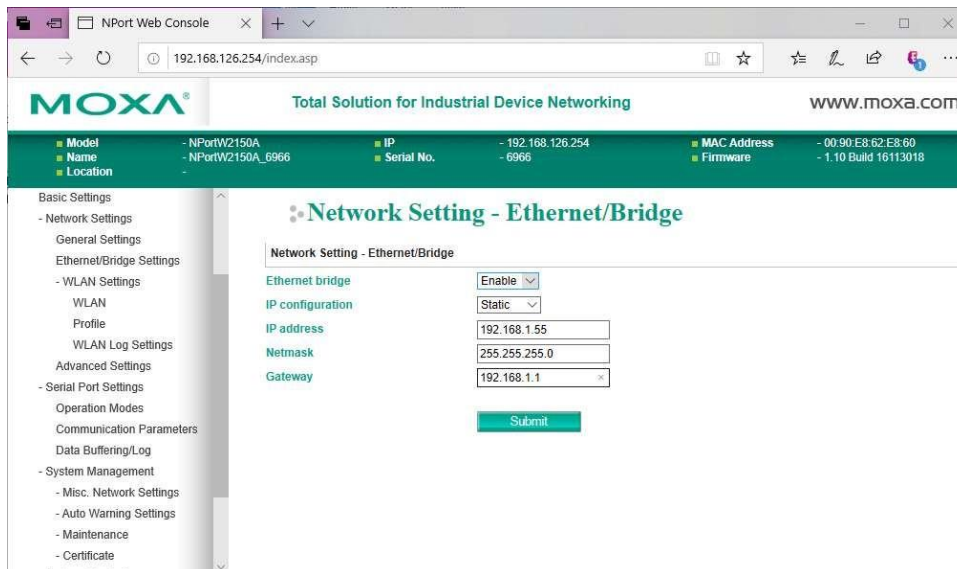 NPort Web Console
192.168.126.254/index.asp
MOXA®
Total Solution for Industrial Device Networking
www.moxa.com
Model - NPortW2150A IP - 192.168.126.254 MAC Address - 00:90:E8:62:E8:60
Name - NPortW2150A_6966 Serial No. - 6966 Firmware - 1.10 Build 16113018
Location -
Basic Settings
- Network Settings
General Settings
Ethernet/Bridge Settings
- WLAN Settings
WLAN
Profile
WLAN Log Settings
Advanced Settings
- Serial Port Settings
Operation Modes
Communication Parameters
Data Buffering/Log
- System Management
- Misc. Network Settings
- Auto Warning Settings
- Maintenance
- Certificate
Network Setting - Ethernet/Bridge
Network Setting - Ethernet/Bridge
Ethernet bridge Enable
IP configuration Static
IP address 192.168.1.55
Netmask 255.255.255.0
Gateway 192.168.1.1
Submit